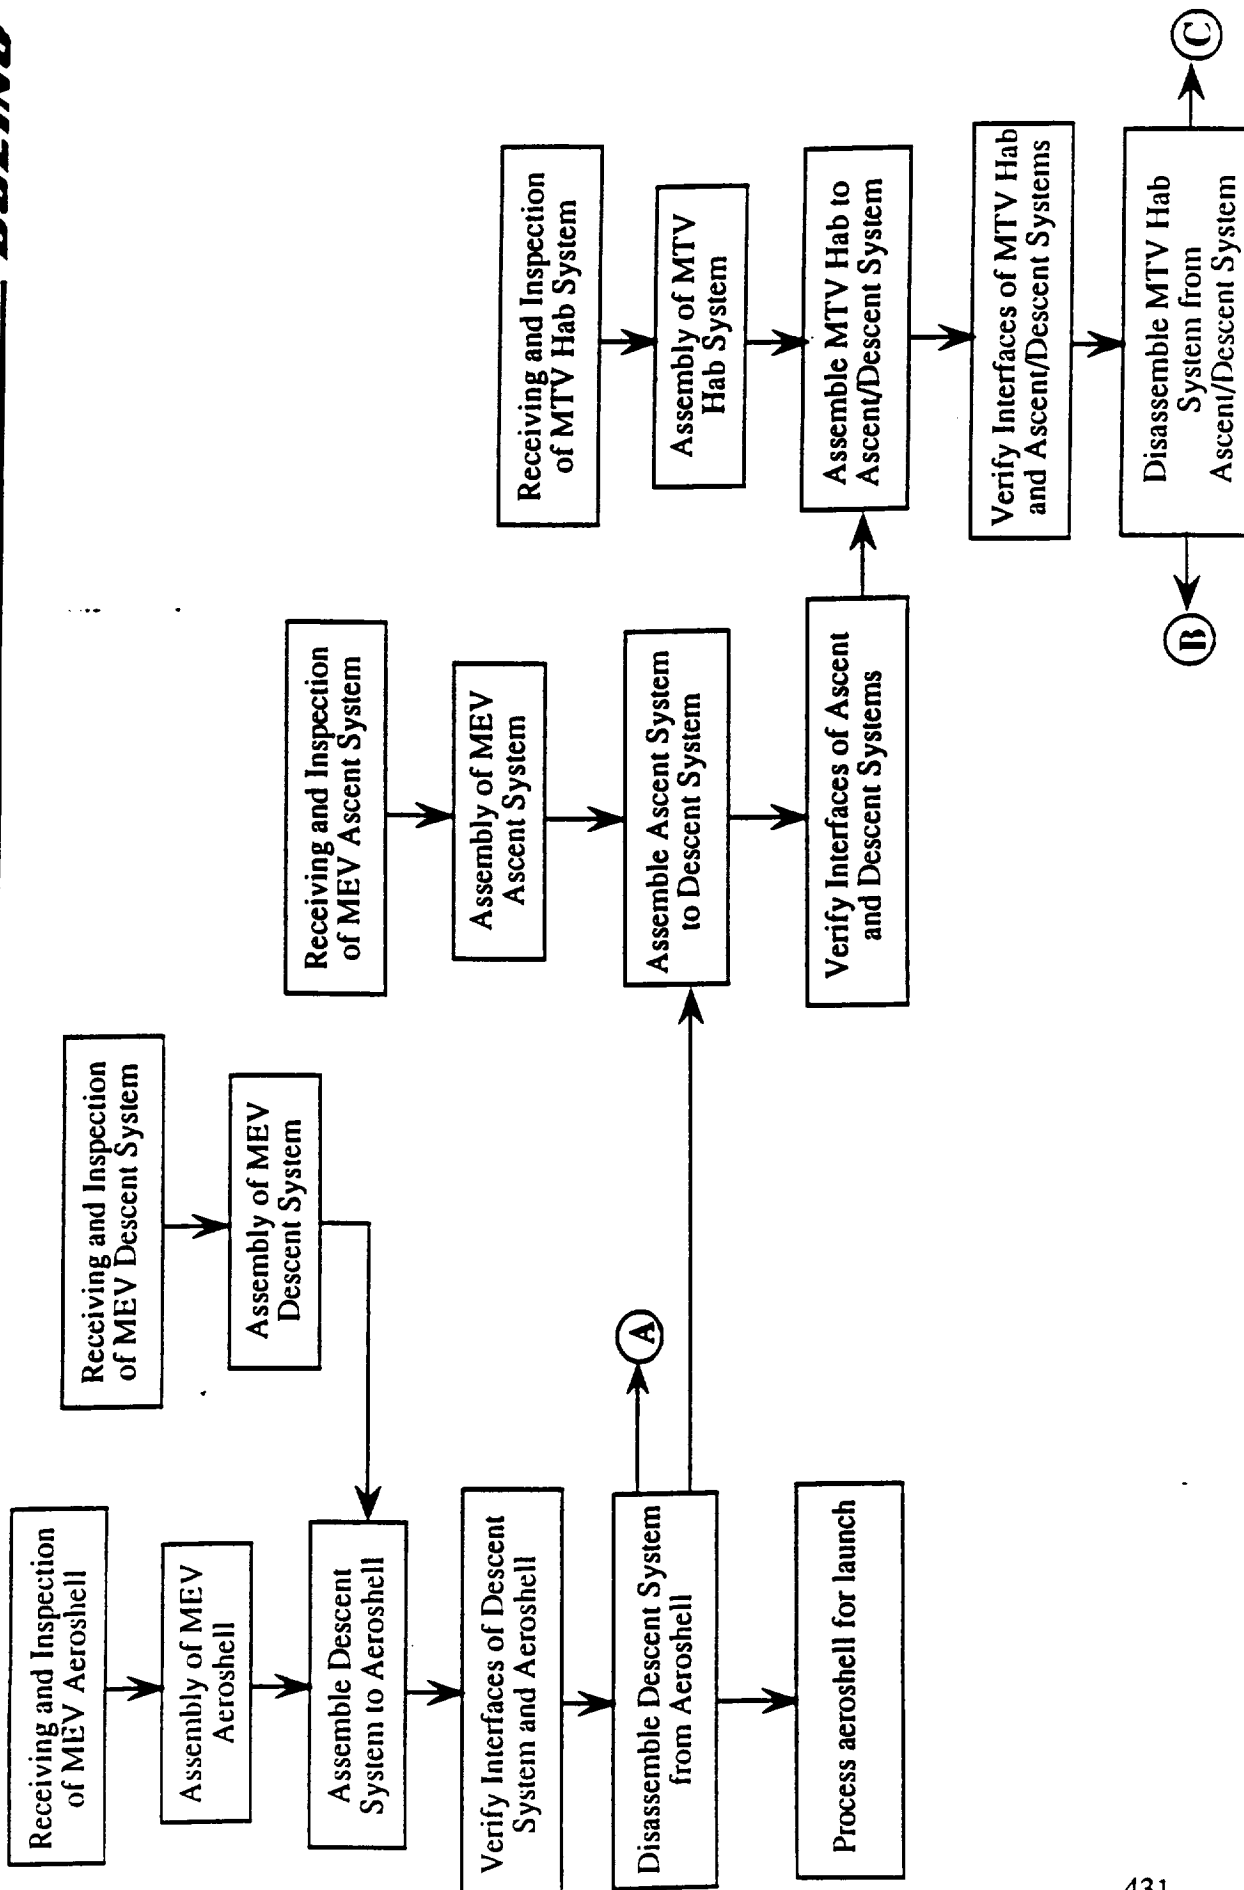 Receiving and Inspection
of MEV Aeroshell
Assembly of MEV
Aeroshell
Assemble Descent
System to Aeroshell
Verify Interfaces of Descent
System and Aeroshell
Disassemble Descent System
from Aeroshell
Process aeroshell for launch
A
Receiving and Inspection
of MEV Descent System
Assembly of MEV
Descent System
Receiving and Inspection
of MEV Ascent System
Assembly of MEV
Ascent System
Assemble Ascent System
to Descent System
Verify Interfaces of Ascent
and Descent Systems
Receiving and Inspection
of MTV Hab System
Assembly of MTV
Hab System
Assemble MTV Hab to
Ascent/Descent System
Verify Interfaces of MTV Hab
and Ascent/Descent Systems
Disassemble MTV Hab
System from
Ascent/Descent System
B
C
431